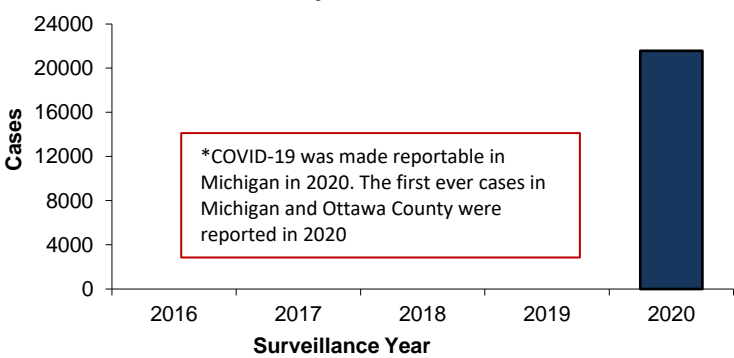 24000
20000
16000
12000
8000
4000
0
Cases
*COVID-19 was made reportable in
Michigan in 2020. The first ever cases in
Michigan and Ottawa County were
reported in 2020
2016 2017 2018 2019 2020
Surveillance Year